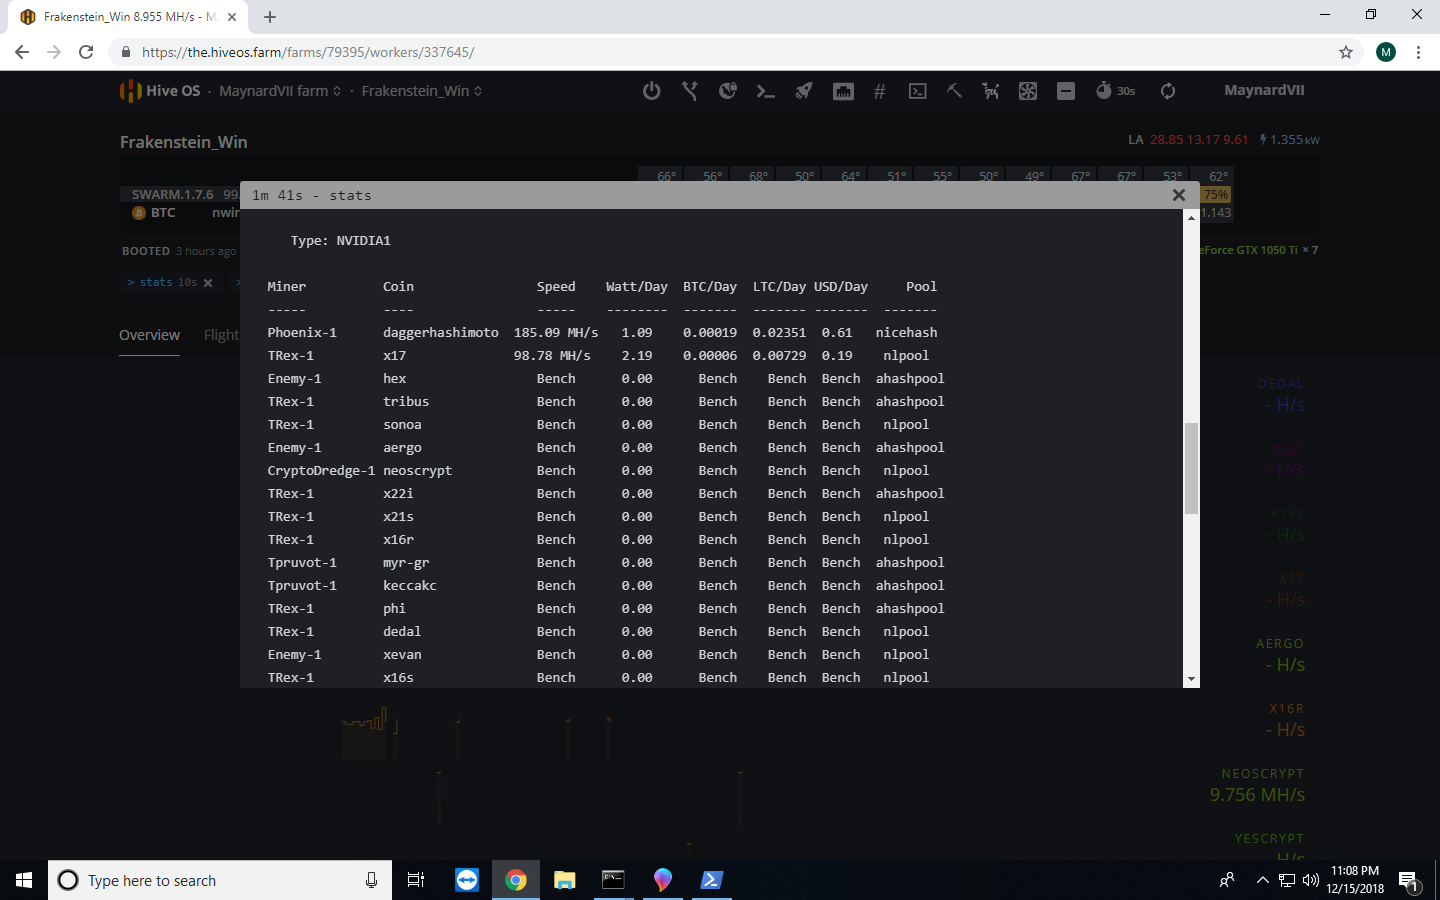 Frakenstein_Win 8.955 MH/s - M
https://the.hiveos.farm/farms/79395/workers/337645/
M
Hive OS · MaynardVII farm · Frakenstein_Win
# 30s MaynardVII
Frakenstein_Win
LA 28.85 13.17 9.61 1.355 kW
66° 56° 68° 50° 64° 51° 55° 50° 49° 67° 67° 53° 62°
SWARM.1.7.6 99.
75%
BTC nwin
1.143
BOOTED 3 hours ago
eForce GTX 1050 Ti × 7
> stats 10s
>
Overview Flight
1m 41s - stats
Type: NVIDIA1
Miner Coin Speed Watt/Day BTC/Day LTC/Day USD/Day Pool
----- ---- ----- -------- ------- ------- ------- -------
Phoenix-1 daggerhashimoto 185.09 MH/s 1.09 0.00019 0.02351 0.61 nicehash
TRex-1 x17 98.78 MH/s 2.19 0.00006 0.00729 0.19 nlpool
Enemy-1 hex Bench 0.00 Bench Bench Bench ahashpool
TRex-1 tribus Bench 0.00 Bench Bench Bench ahashpool
TRex-1 sonoa Bench 0.00 Bench Bench Bench nlpool
Enemy-1 aergo Bench 0.00 Bench Bench Bench ahashpool
CryptoDredge-1 neoscrypt Bench 0.00 Bench Bench Bench nlpool
TRex-1 x22i Bench 0.00 Bench Bench Bench ahashpool
TRex-1 x21s Bench 0.00 Bench Bench Bench nlpool
TRex-1 x16r Bench 0.00 Bench Bench Bench nlpool
Tpruvot-1 myr-gr Bench 0.00 Bench Bench Bench ahashpool
Tpruvot-1 keccakc Bench 0.00 Bench Bench Bench ahashpool
TRex-1 phi Bench 0.00 Bench Bench Bench ahashpool
TRex-1 dedal Bench 0.00 Bench Bench Bench nlpool
Enemy-1 xevan Bench 0.00 Bench Bench Bench nlpool
TRex-1 x16s Bench 0.00 Bench Bench Bench nlpool
DEDAL
- H/s
X22I
- H/s
X16S
- H/s
X17
- H/s
AERGO
- H/s
X16R
- H/s
NEOSCRYPT
9.756 MH/s
YESCRYPT
- H/s
Type here to search
11:08 PM
12/15/2018
1